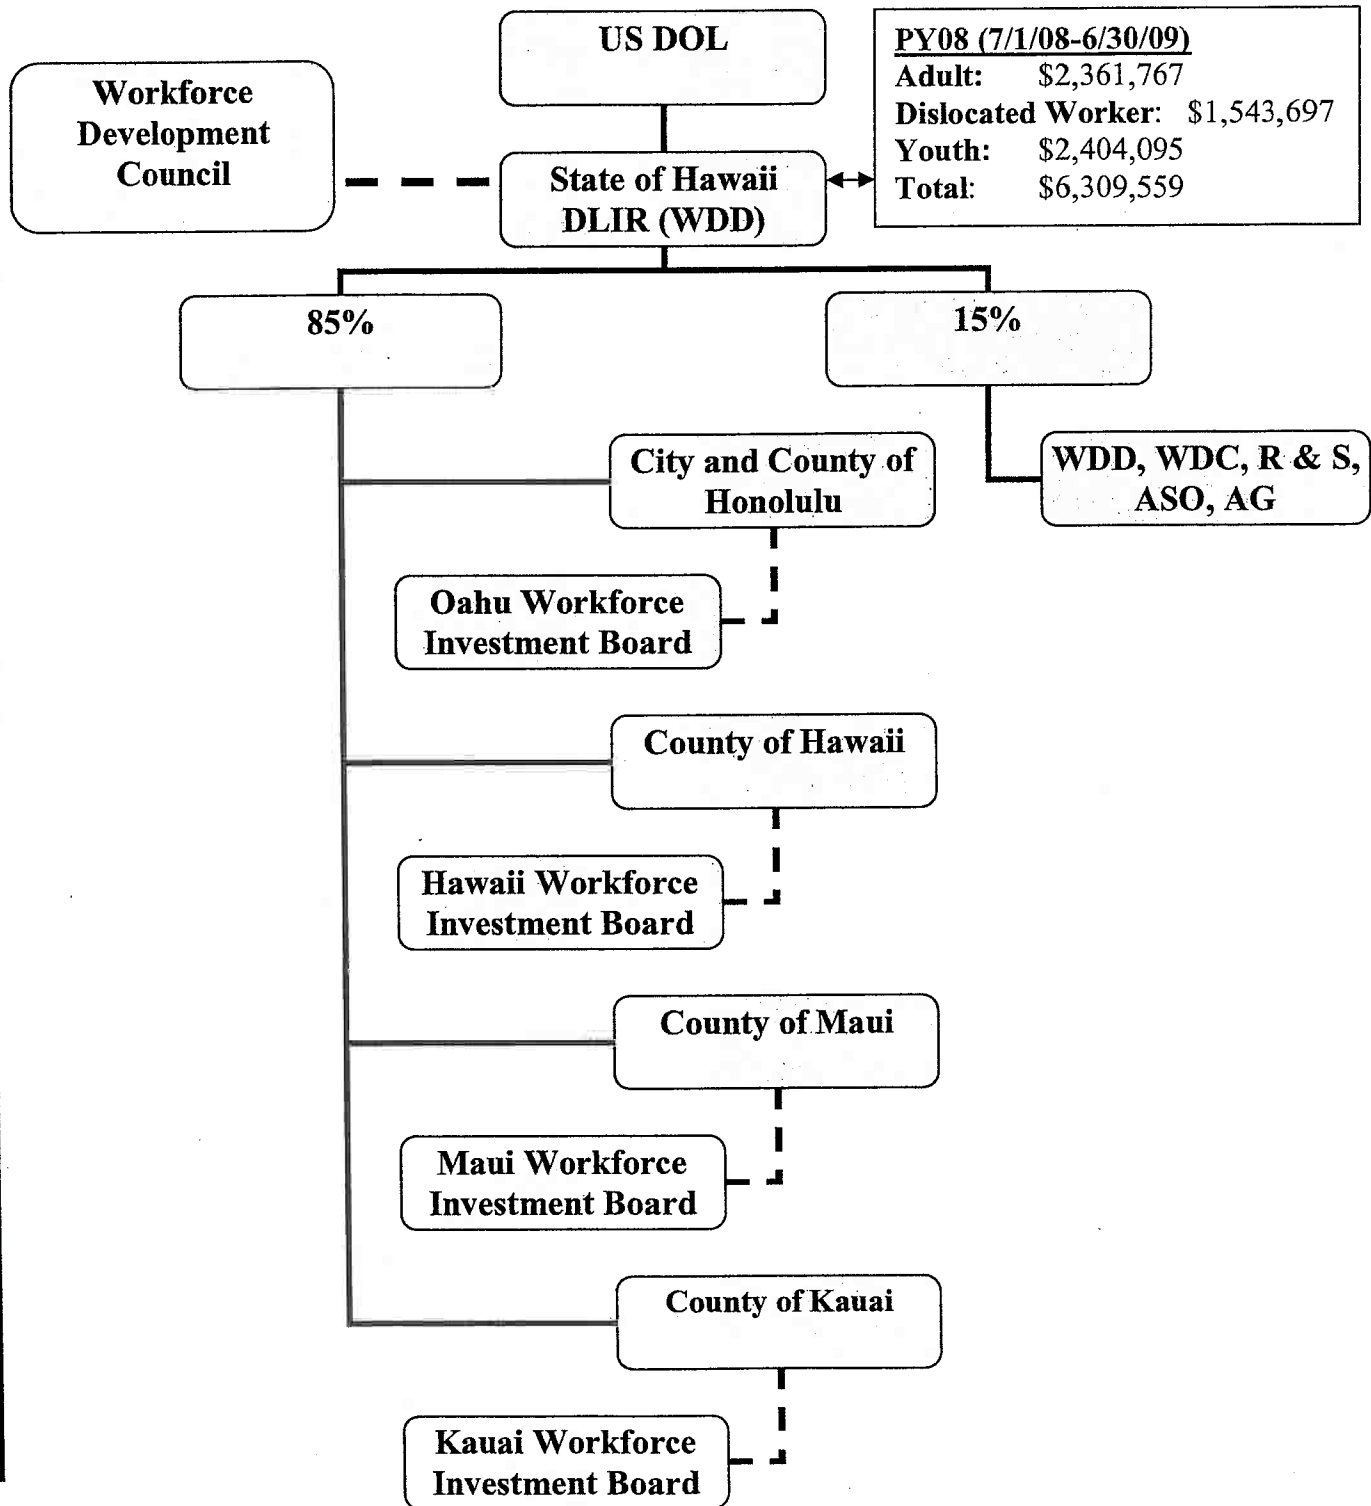 US DOL
PY08 (7/1/08-6/30/09)
Adult: $2,361,767
Dislocated Worker: $1,543,697
Youth: $2,404,095
Total: $6,309,559
Workforce
Development
Council
State of Hawaii
DLIR (WDD)
85%
15%
City and County of
Honolulu
WDD, WDC, R & S,
ASO, AG
Oahu Workforce
Investment Board
County of Hawaii
Hawaii Workforce
Investment Board
County of Maui
Maui Workforce
Investment Board
County of Kauai
Kauai Workforce
Investment Board